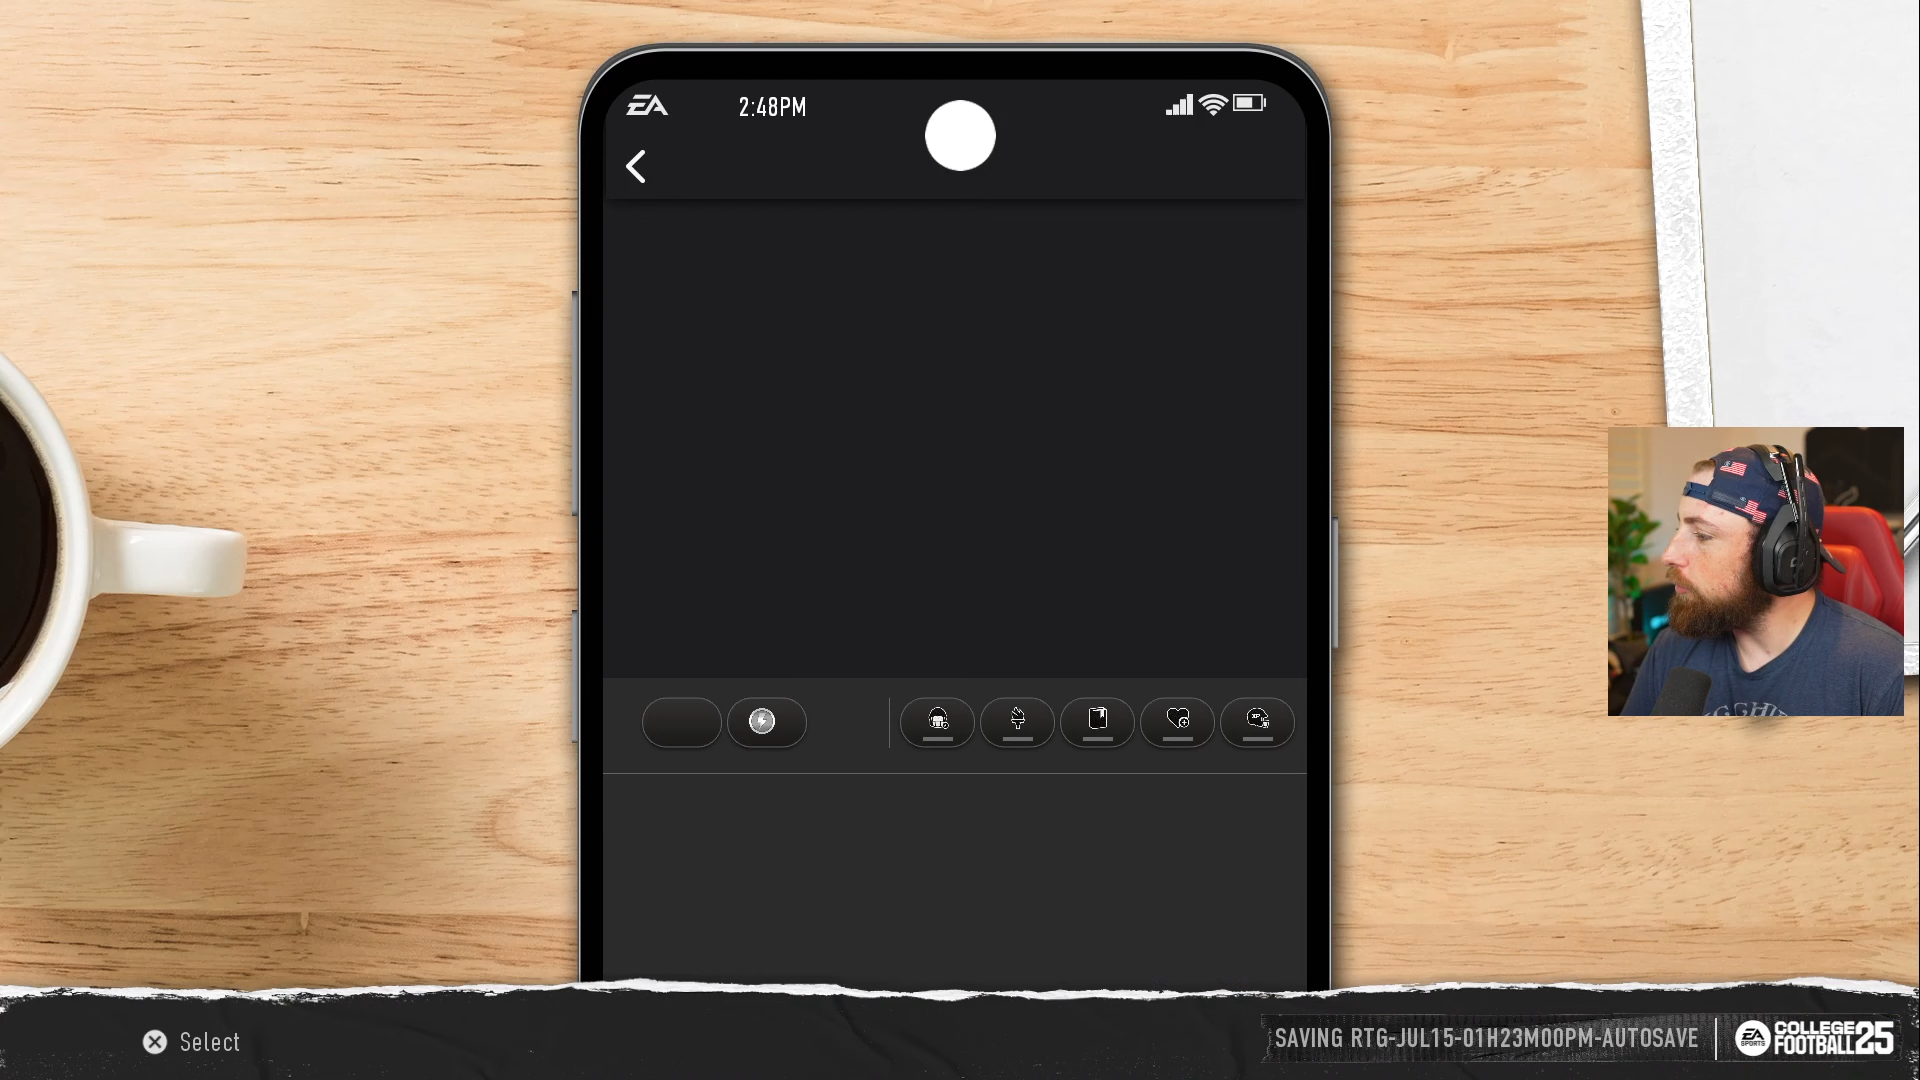 EA
2:48PM
Select
SAVING RTG-JUL15-01H23M00PM-AUTOSAVE
EA
SPORTS
COLLEGE
FOOTBALL 25